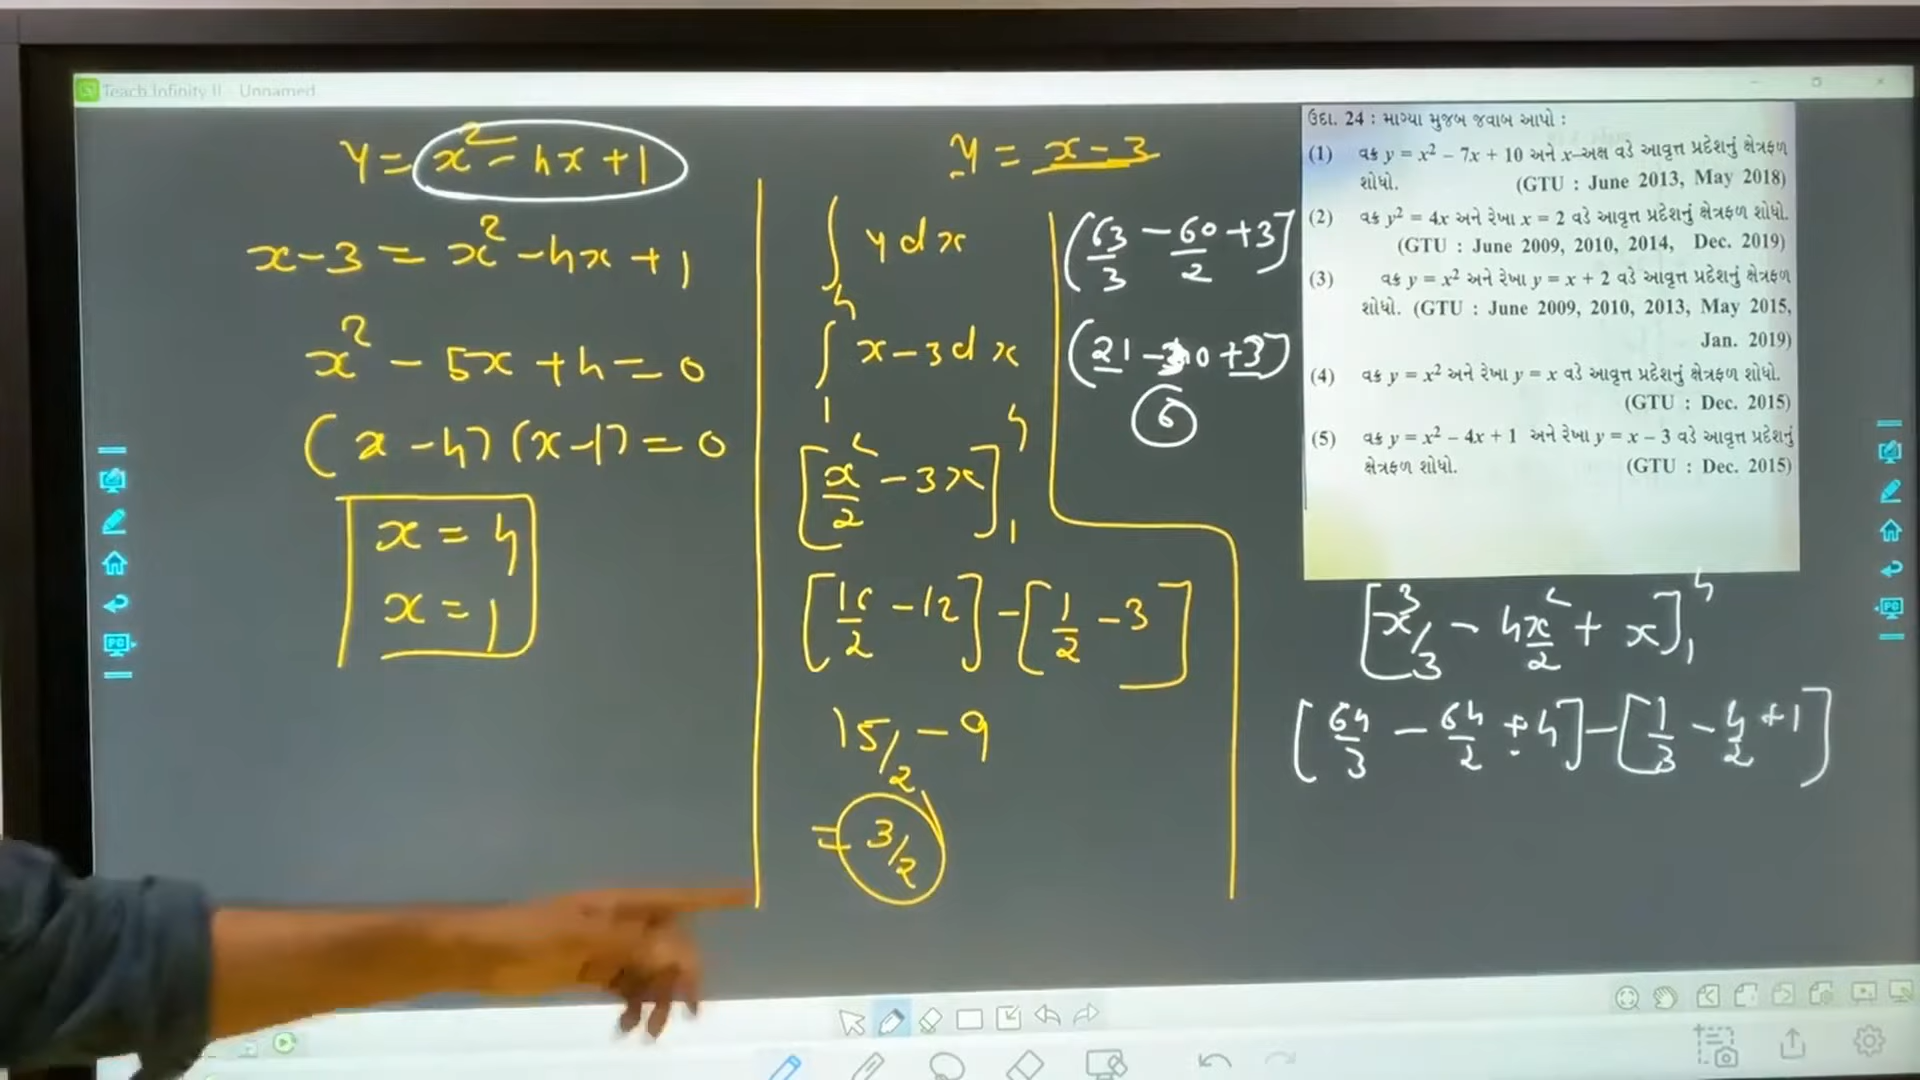 Teach Infinity II - Unnamed
y = x² - 4x + 1
x - 3 = x² - 4x + 1
x² - 5x + 4 = 0
(x - 4)(x - 1) = 0
x = 4
x = 1
y = x - 3
∫ y dx
∫₁⁴ x - 3 dx
[x²/2 - 3x]₁⁴
[16/2 - 12] - [1/2 - 3]
15/2 - 9
= 3/2
(63/3 - 60/2 + 3]
(21 - 30 + 3)
6
ઉદા. 24 : માગ્યા મુજબ જવાબ આપો :
(1) વક્ર y = x² – 7x + 10 અને x–અક્ષ વડે આવૃત્ત પ્રદેશનું ક્ષેત્રફળ
શોધો. (GTU : June 2013, May 2018)
(2) વક્ર y² = 4x અને રેખા x = 2 વડે આવૃત્ત પ્રદેશનું ક્ષેત્રફળ શોધો.
(GTU : June 2009, 2010, 2014, Dec. 2019)
(3) વક્ર y = x² અને રેખા y = x + 2 વડે આવૃત્ત પ્રદેશનું ક્ષેત્રફળ
શોધો. (GTU : June 2009, 2010, 2013, May 2015,
Jan. 2019)
(4) વક્ર y = x² અને રેખા y = x વડે આવૃત્ત પ્રદેશનું ક્ષેત્રફળ શોધો.
(GTU : Dec. 2015)
(5) વક્ર y = x² – 4x + 1 અને રેખા y = x – 3 વડે આવૃત્ત પ્રદેશનું
ક્ષેત્રફળ શોધો. (GTU : Dec. 2015)
[x³/3 - 4x²/2 + x]₁⁴
[64/3 - 64/2 + 4] - [1/3 - 4/2 + 1]